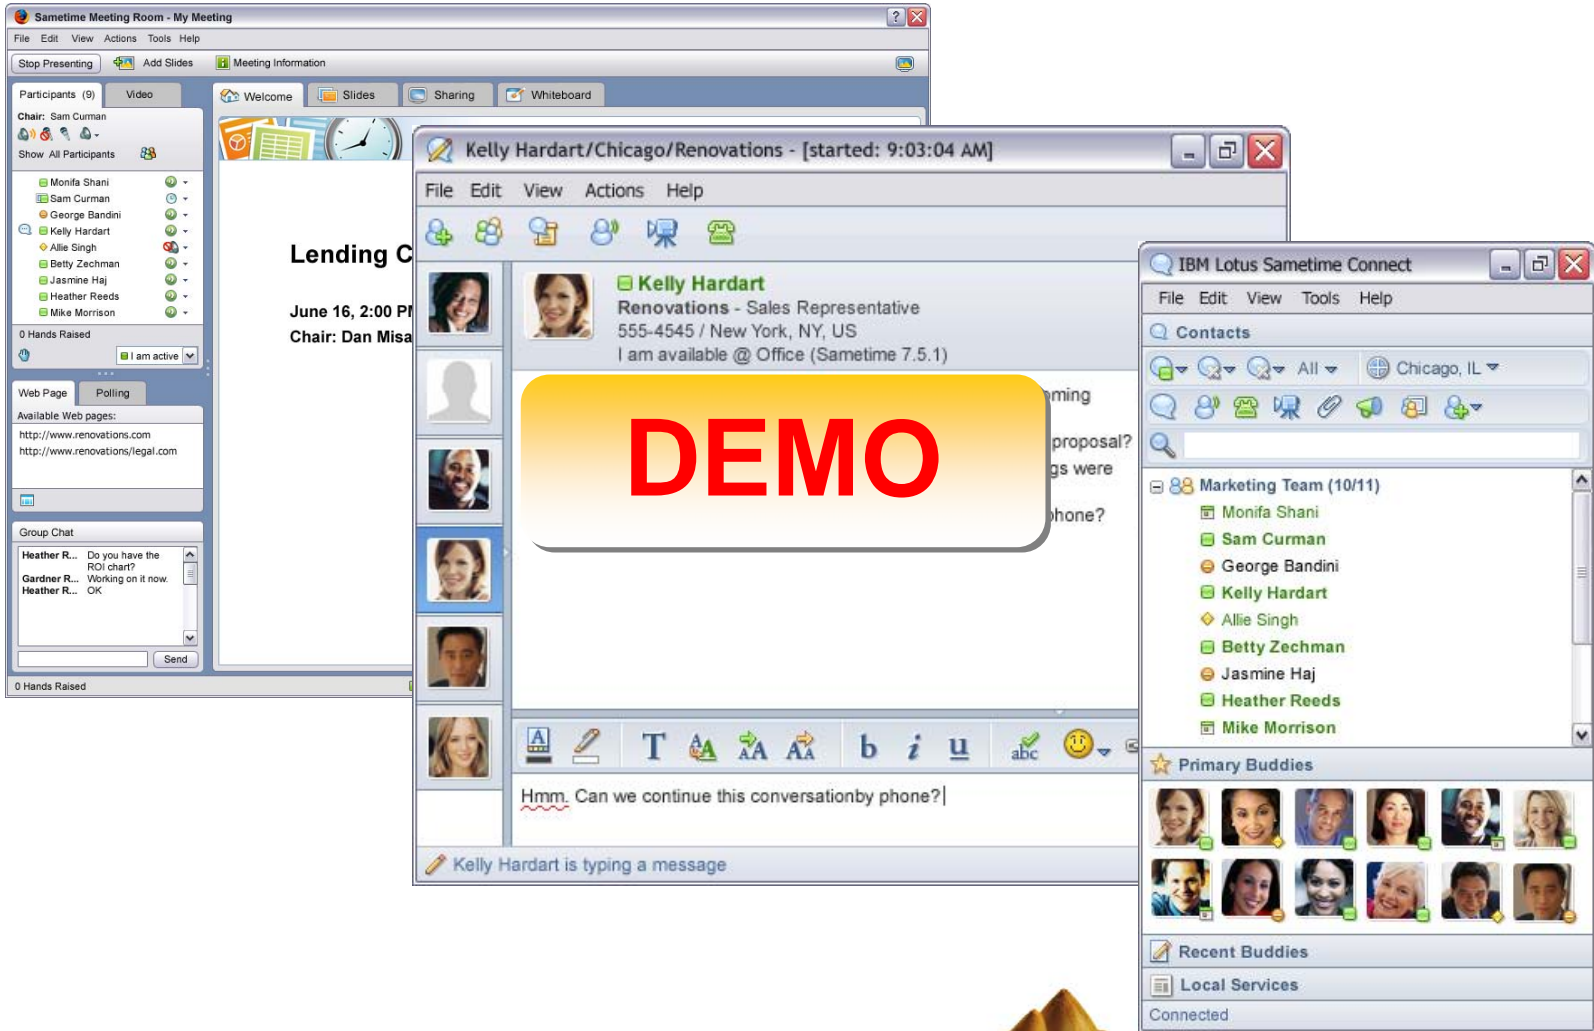 Sametime Meeting Room - My Meeting
File Edit View Actions Tools Help
Stop Presenting Add Slides Meeting Information
Participants (9) Video
Welcome Slides Sharing Whiteboard
Chair: Sam Curman
Show All Participants
Monifa Shani
Sam Curman
George Bandini
Kelly Hardart
Allie Singh
Betty Zechman
Jasmine Haj
Heather Reeds
Mike Morrison
0 Hands Raised
I am active
Web Page Polling
Available Web pages:
http://www.renovations.com
http://www.renovations/legal.com
Group Chat
Heather R... Do you have the
ROI chart?
Gardner R... Working on it now.
Heather R... OK
Send
0 Hands Raised
Lending C
June 16, 2:00 P
Chair: Dan Misa
Kelly Hardart/Chicago/Renovations - [started: 9:03:04 AM]
File Edit View Actions Help
Kelly Hardart
Renovations - Sales Representative
555-4545 / New York, NY, US
I am available @ Office (Sametime 7.5.1)
oming
proposal?
gs were
phone?
DEMO
T A A A A A A b i u abc
Hmm. Can we continue this conversationby phone?
Kelly Hardart is typing a message
IBM Lotus Sametime Connect
File Edit View Tools Help
Contacts
All Chicago, IL
Marketing Team (10/11)
Monifa Shani
Sam Curman
George Bandini
Kelly Hardart
Allie Singh
Betty Zechman
Jasmine Haj
Heather Reeds
Mike Morrison
Primary Buddies
Recent Buddies
Local Services
Connected